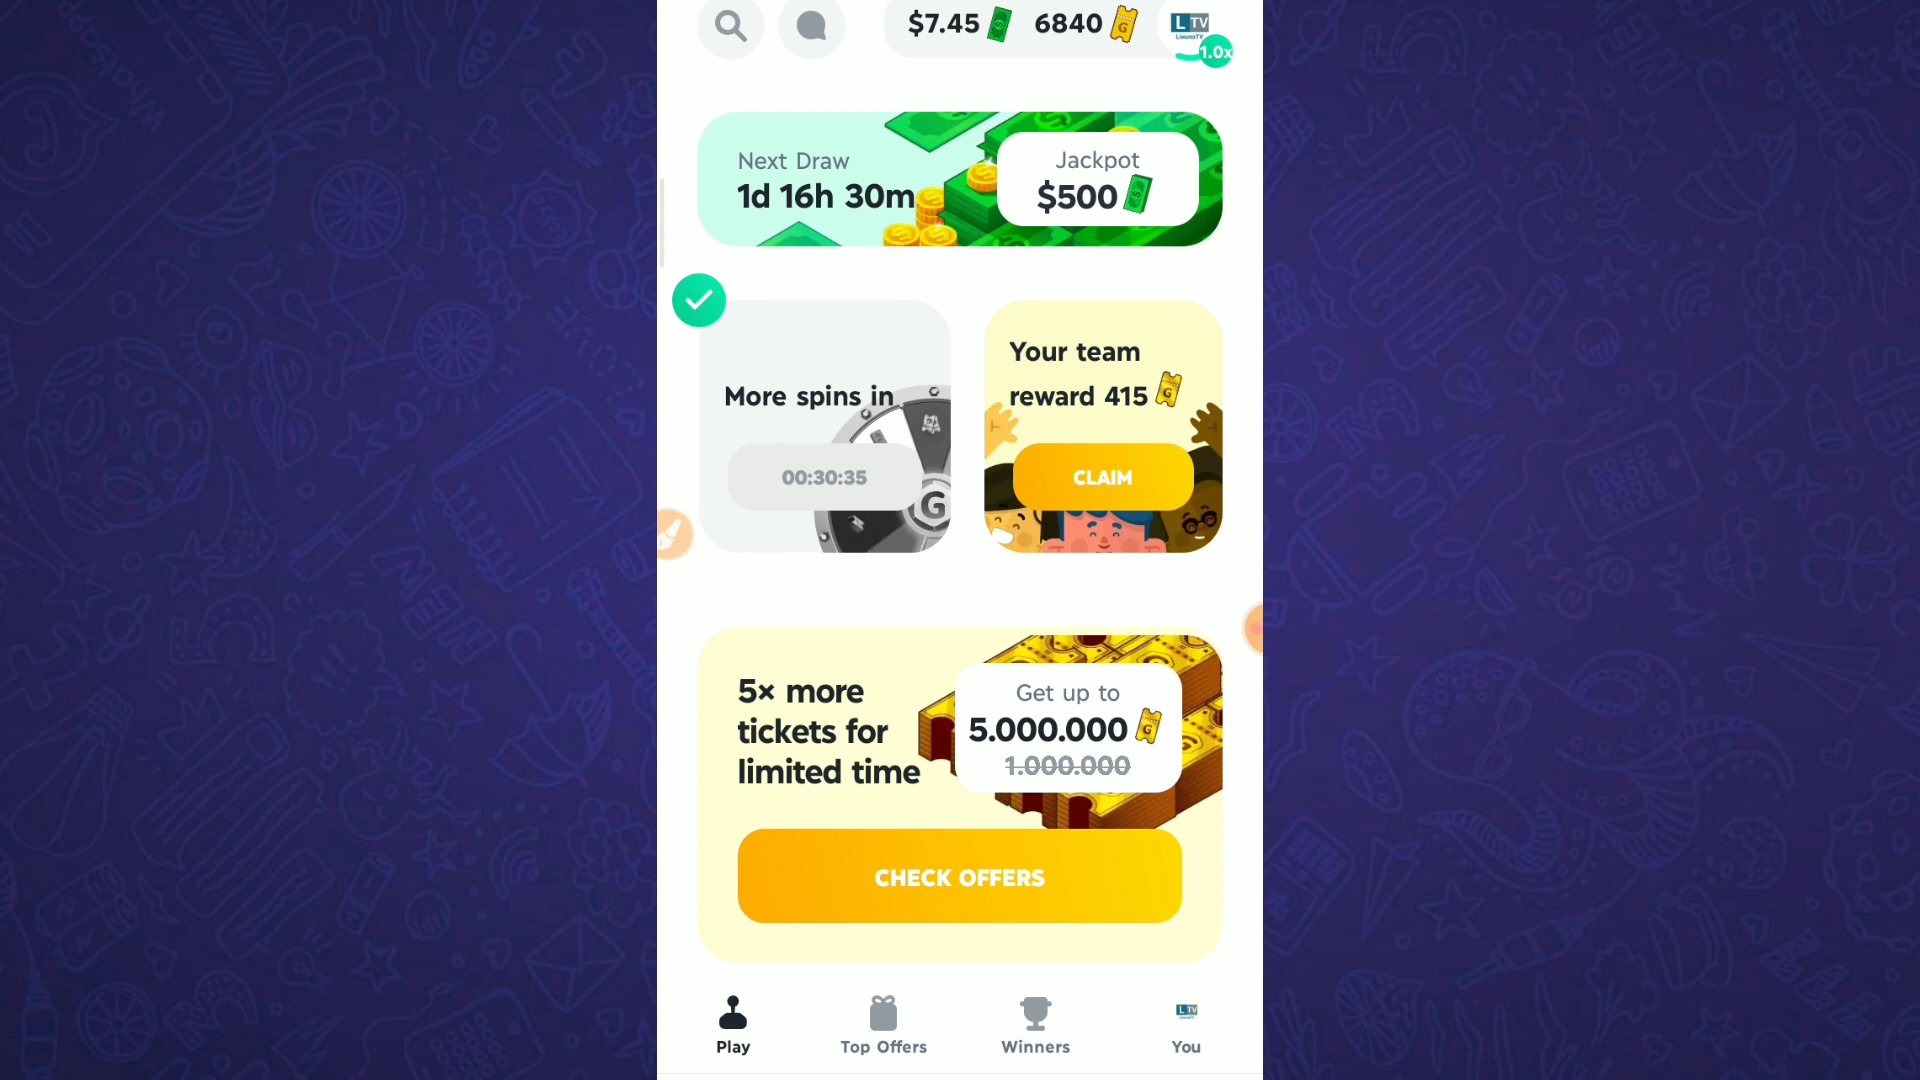 $7.45 6840
L TV
LiwunaTV
1.0x
Next Draw
1d 16h 30m
Jackpot
$500
More spins in
00:30:35
G
Your team
reward 415
CLAIM
5× more
tickets for
limited time
Get up to
5.000.000
1.000.000
CHECK OFFERS
Play
Top Offers
Winners
L TV
You